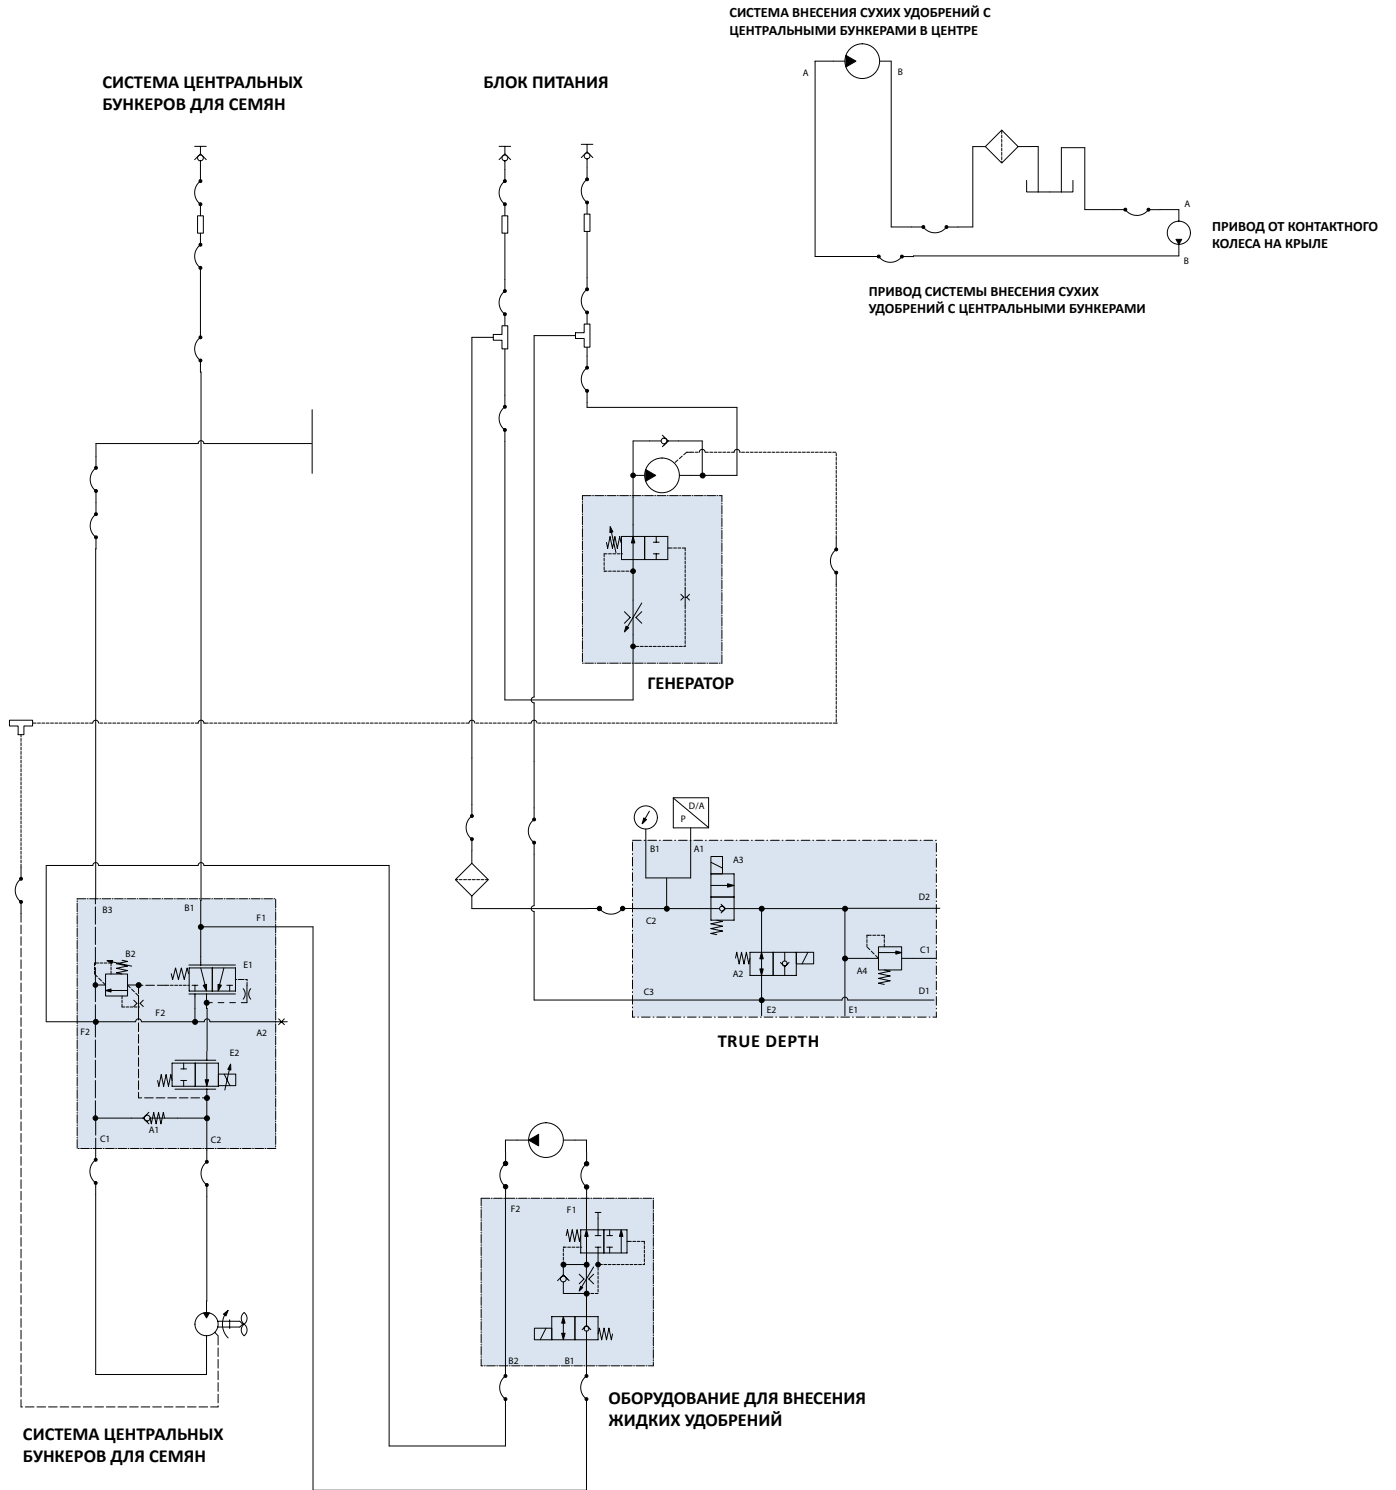 СИСТЕМА ВНЕСЕНИЯ СУХИХ УДОБРЕНИЙ С
ЦЕНТРАЛЬНЫМИ БУНКЕРАМИ В ЦЕНТРЕ
A
B
СИСТЕМА ЦЕНТРАЛЬНЫХ
БУНКЕРОВ ДЛЯ СЕМЯН
БЛОК ПИТАНИЯ
A
ПРИВОД ОТ КОНТАКТНОГО
КОЛЕСА НА КРЫЛЕ
B
ПРИВОД СИСТЕМЫ ВНЕСЕНИЯ СУХИХ
УДОБРЕНИЙ С ЦЕНТРАЛЬНЫМИ БУНКЕРАМИ
ГЕНЕРАТОР
D/A
P
B1
A1
A3
D2
C2
C1
A2
A4
C3
D1
E2
E1
TRUE DEPTH
B3
B1
F1
B2
E1
F2
F2
A2
E2
A1
C1
C2
F2
F1
B2
B1
ОБОРУДОВАНИЕ ДЛЯ ВНЕСЕНИЯ
ЖИДКИХ УДОБРЕНИЙ
СИСТЕМА ЦЕНТРАЛЬНЫХ
БУНКЕРОВ ДЛЯ СЕМЯН